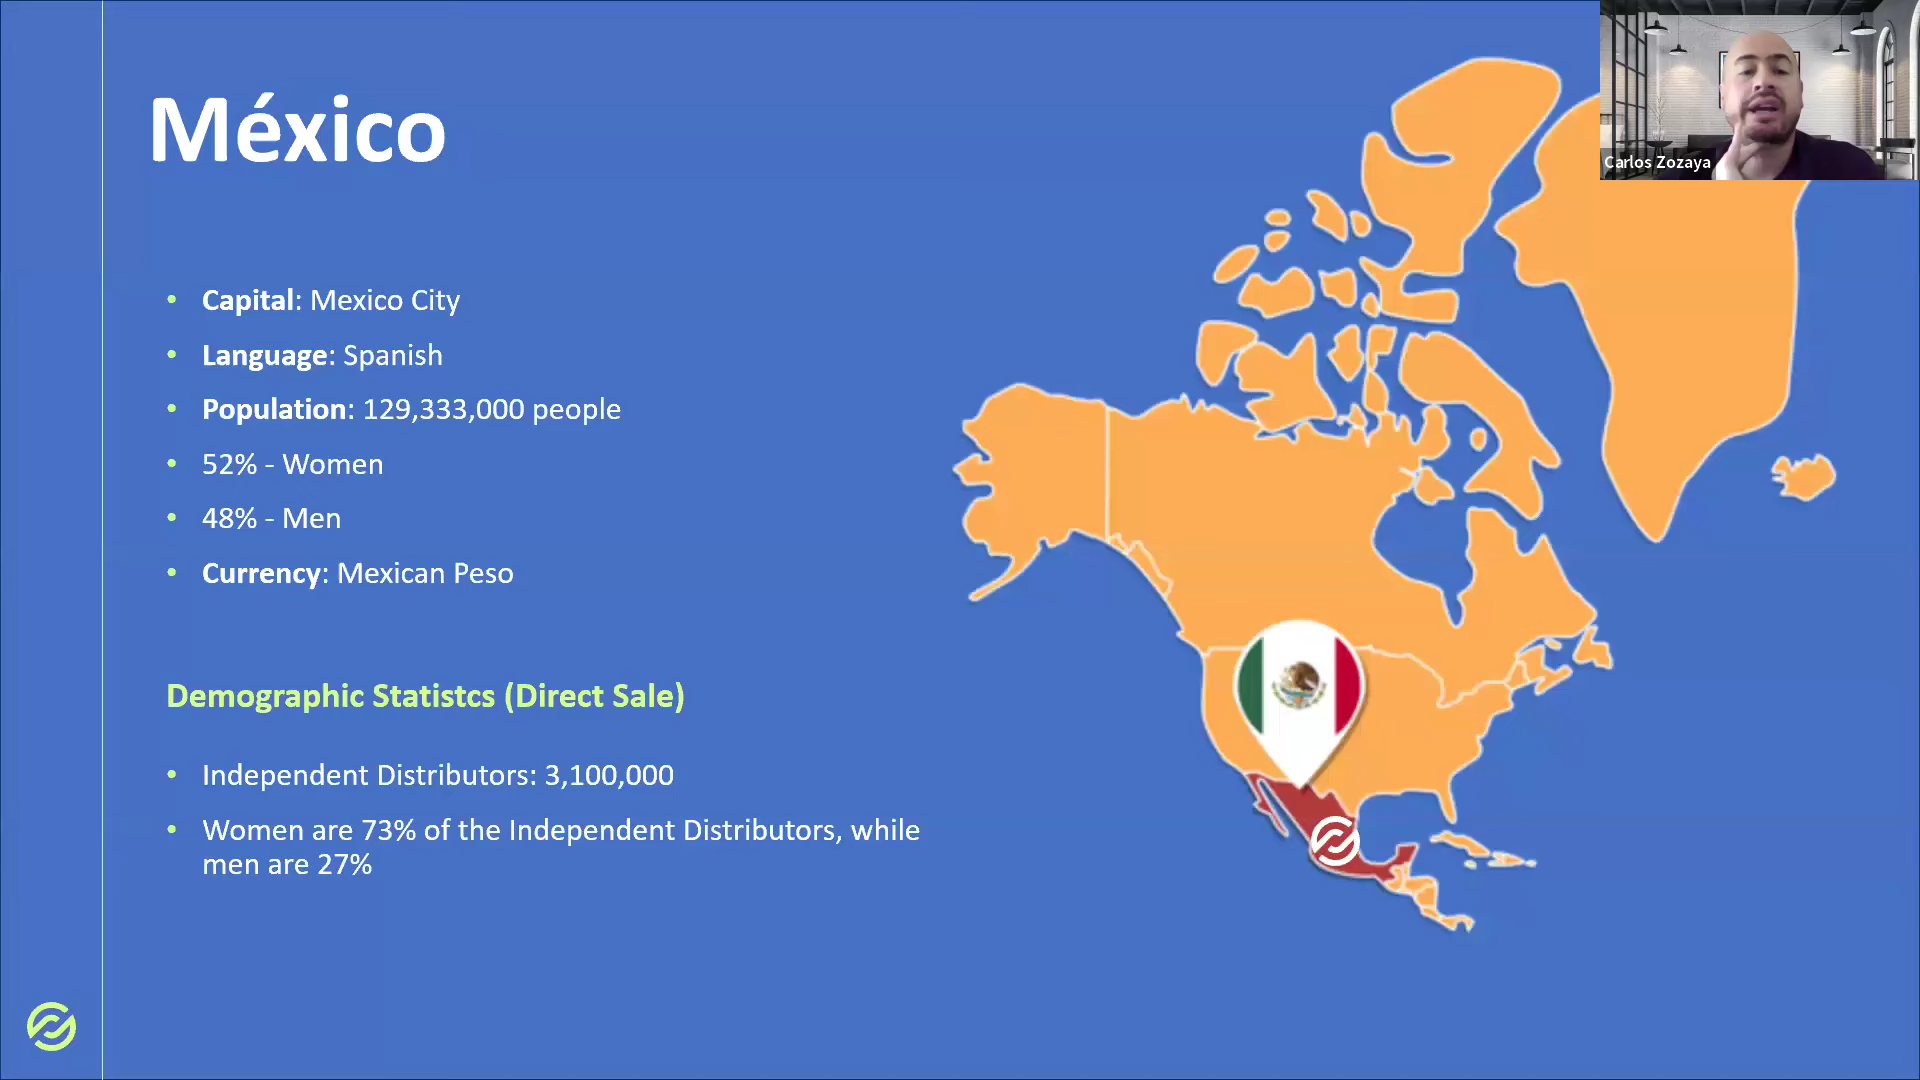 México
Carlos Zozaya
• Capital: Mexico City
• Language: Spanish
• Population: 129,333,000 people
• 52% - Women
• 48% - Men
• Currency: Mexican Peso
Demographic Statistcs (Direct Sale)
• Independent Distributors: 3,100,000
• Women are 73% of the Independent Distributors, while
men are 27%